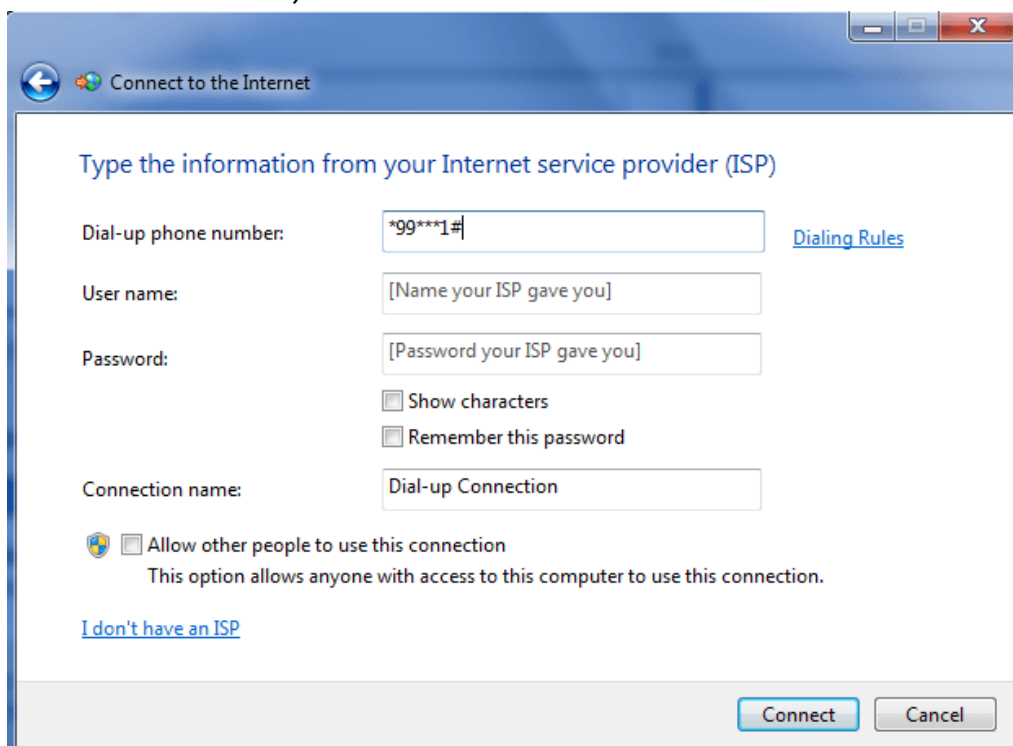 Connect to the Internet
Type the information from your Internet service provider (ISP)
Dial-up phone number:
*99***1#
Dialing Rules
User name:
[Name your ISP gave you]
Password:
[Password your ISP gave you]
Show characters
Remember this password
Connection name:
Dial-up Connection
Allow other people to use this connection
This option allows anyone with access to this computer to use this connection.
I don't have an ISP
Connect
Cancel